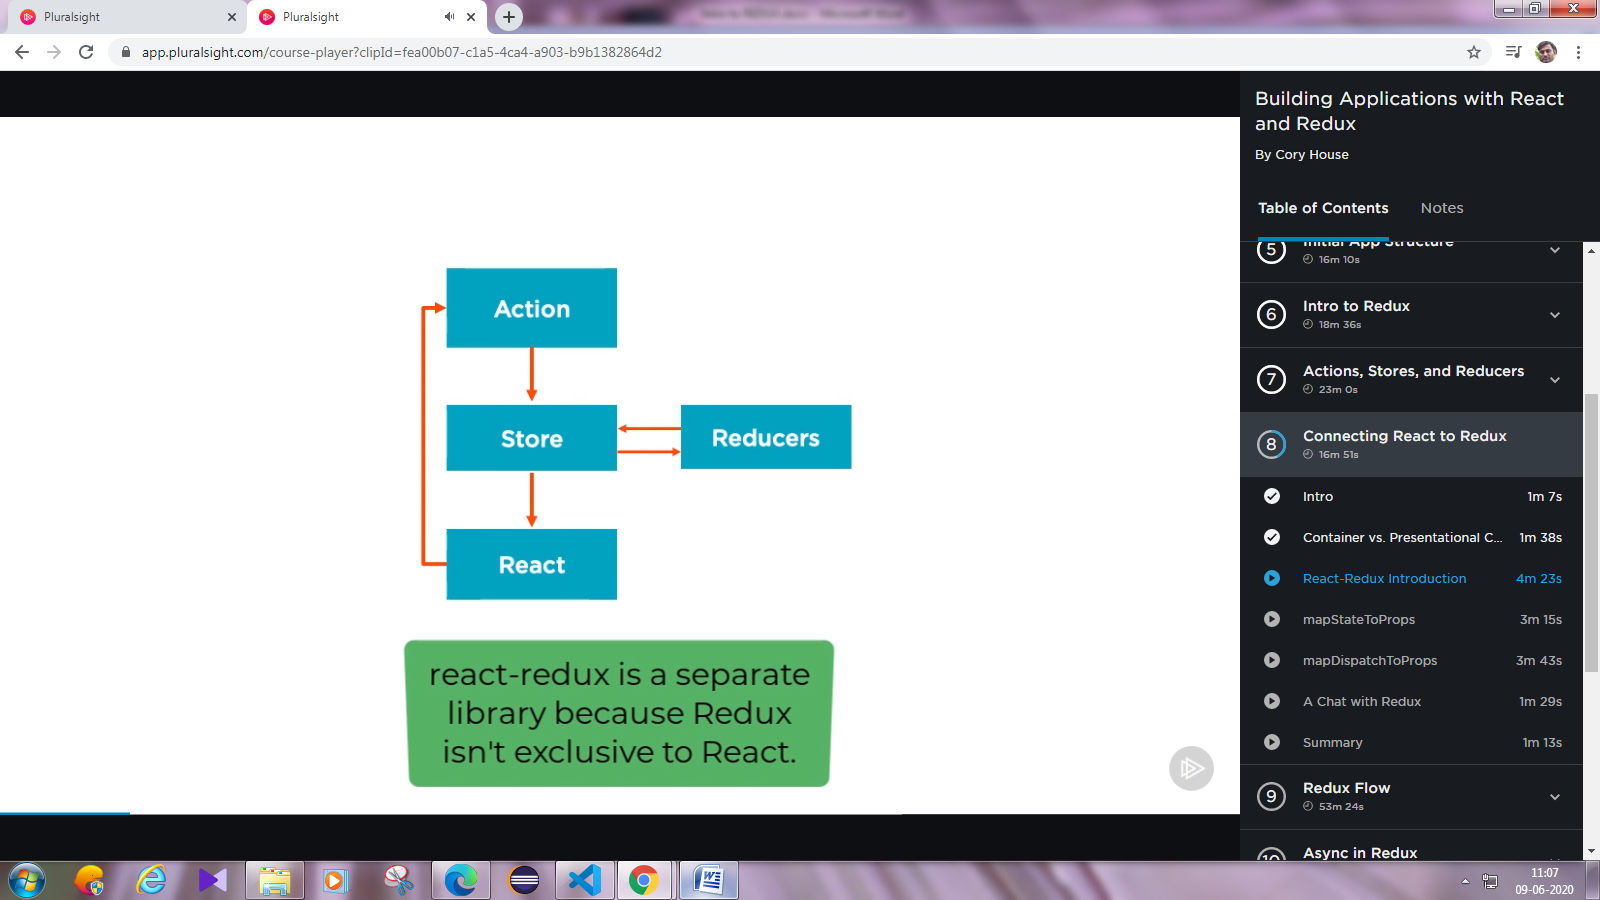 Pluralsight
Pluralsight
app.pluralsight.com/course-player?clipId=fea00b07-c1a5-4ca4-a903-b9b1382864d2
Action
Store
Reducers
React
react-redux is a separate
library because Redux
isn't exclusive to React.
Building Applications with React
and Redux
By Cory House
Table of Contents Notes
5 Initial App Structure
16m 10s
6 Intro to Redux
18m 36s
7 Actions, Stores, and Reducers
23m 0s
8 Connecting React to Redux
16m 51s
Intro 1m 7s
Container vs. Presentational C... 1m 38s
React-Redux Introduction 4m 23s
mapStateToProps 3m 15s
mapDispatchToProps 3m 43s
A Chat with Redux 1m 29s
Summary 1m 13s
9 Redux Flow
53m 24s
10 Async in Redux
11:07
09-06-2020